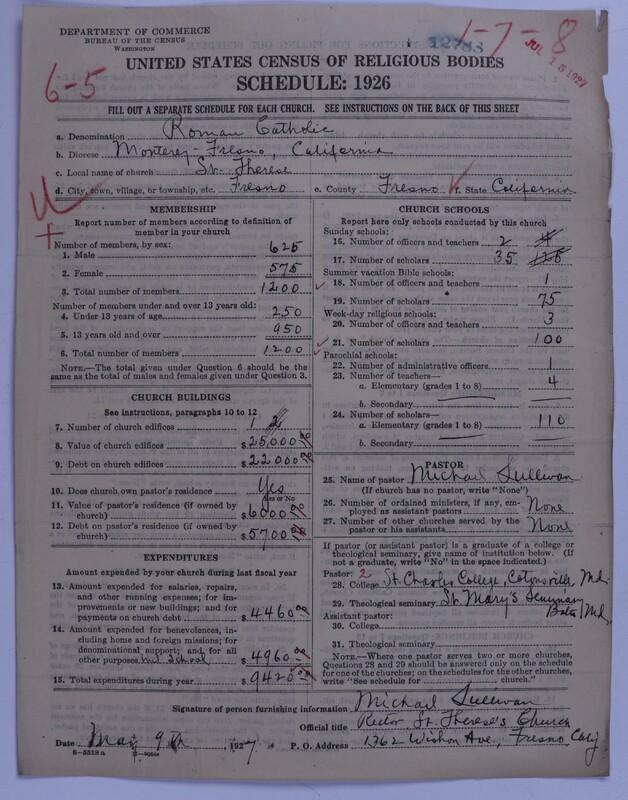 DEPARTMENT OF COMMERCE
BUREAU OF THE CENSUS
WASHINGTON
12788
1-7-8
JUL 15 1927
6-5
UNITED STATES CENSUS OF RELIGIOUS BODIES
SCHEDULE: 1926
FILL OUT A SEPARATE SCHEDULE FOR EACH CHURCH. SEE INSTRUCTIONS ON THE BACK OF THIS SHEET
a. Denomination Roman Catholic
b. Diocese Monterey-Fresno, California
c. Local name of church St. Therese
d. City, town, village, or township, etc. Fresno e. County Fresno f. State California
MEMBERSHIP
Report number of members according to definition of
member in your church
Number of members, by sex:
1. Male 625
2. Female 575
3. Total number of members 1200
Number of members under and over 13 years old:
4. Under 13 years of age 250
5. 13 years old and over 950
6. Total number of members 1200
NOTE.—The total given under Question 6 should be the
same as the total of males and females given under Question 3.
CHURCH BUILDINGS
See instructions, paragraphs 10 to 12
7. Number of church edifices 1 2
8. Value of church edifices $25,000.00
9. Debt on church edifices $22000.00
10. Does church own pastor's residence Yes
Yes or No
11. Value of pastor's residence (if owned by
church) $6000.00
12. Debt on pastor's residence (if owned by
church) $5700.00
EXPENDITURES
Amount expended by your church during last fiscal year
13. Amount expended for salaries, repairs,
and other running expenses; for im-
provements or new buildings; and for
payments on church debt $4460.00
14. Amount expended for benevolences, in-
cluding home and foreign missions; for
denominational support; and for all
other purposes incl School $4960.00
15. Total expenditures during year $9420.00
CHURCH SCHOOLS
Report here only schools conducted by this church
Sunday schools:
16. Number of officers and teachers 2 4
17. Number of scholars 35 125
Summer vacation Bible schools:
18. Number of officers and teachers 1
19. Number of scholars 75
Week-day religious schools:
20. Number of officers and teachers 3
21. Number of scholars 100
Parochial schools:
22. Number of administrative officers 1
23. Number of teachers—
a. Elementary (grades 1 to 8) 4
b. Secondary
24. Number of scholars—
a. Elementary (grades 1 to 8) 110
b. Secondary
PASTOR
25. Name of pastor Michael Sullivan
(If church has no pastor, write "None")
26. Number of ordained ministers, if any, em-
ployed as assistant pastors None
27. Number of other churches served by the
pastor or his assistants None
If pastor (or assistant pastor) is a graduate of a college or
theological seminary, give name of institution below. (If
not a graduate, write "No" in the space indicated.)
Pastor: 2
28. College St. Charles College, Catonsville, Md.
29. Theological seminary St. Mary's Seminary
Balto, Md.
Assistant pastor:
30. College
31. Theological seminary
NOTE.—Where one pastor serves two or more churches,
Questions 28 and 29 should be answered only on the schedule
for one of the churches; on the schedules for the other churches,
write "See schedule for church."
Signature of person furnishing information Michael Sullivan
Official title Rector St. Therese's Church
Date May 9th, 1927 P. O. Address 1362 Wishon Ave., Fresno Calif
8-5518 a